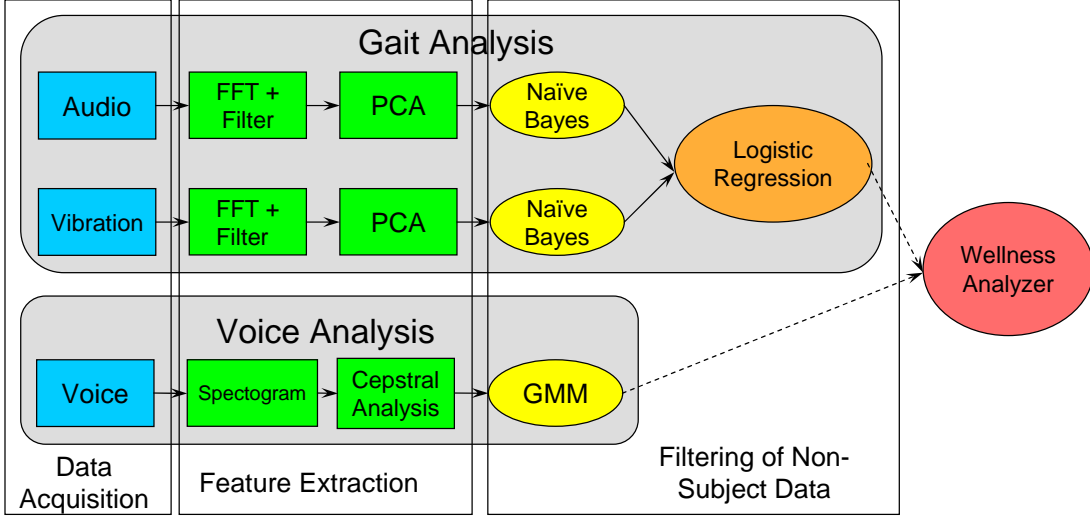 Gait Analysis
Audio
FFT +
Filter
PCA
Naïve
Bayes
Logistic
Regression
Vibration
FFT +
Filter
PCA
Naïve
Bayes
Wellness
Analyzer
Voice Analysis
Voice
Spectogram
Cepstral
Analysis
GMM
Data
Acquisition
Feature Extraction
Filtering of Non-
Subject Data